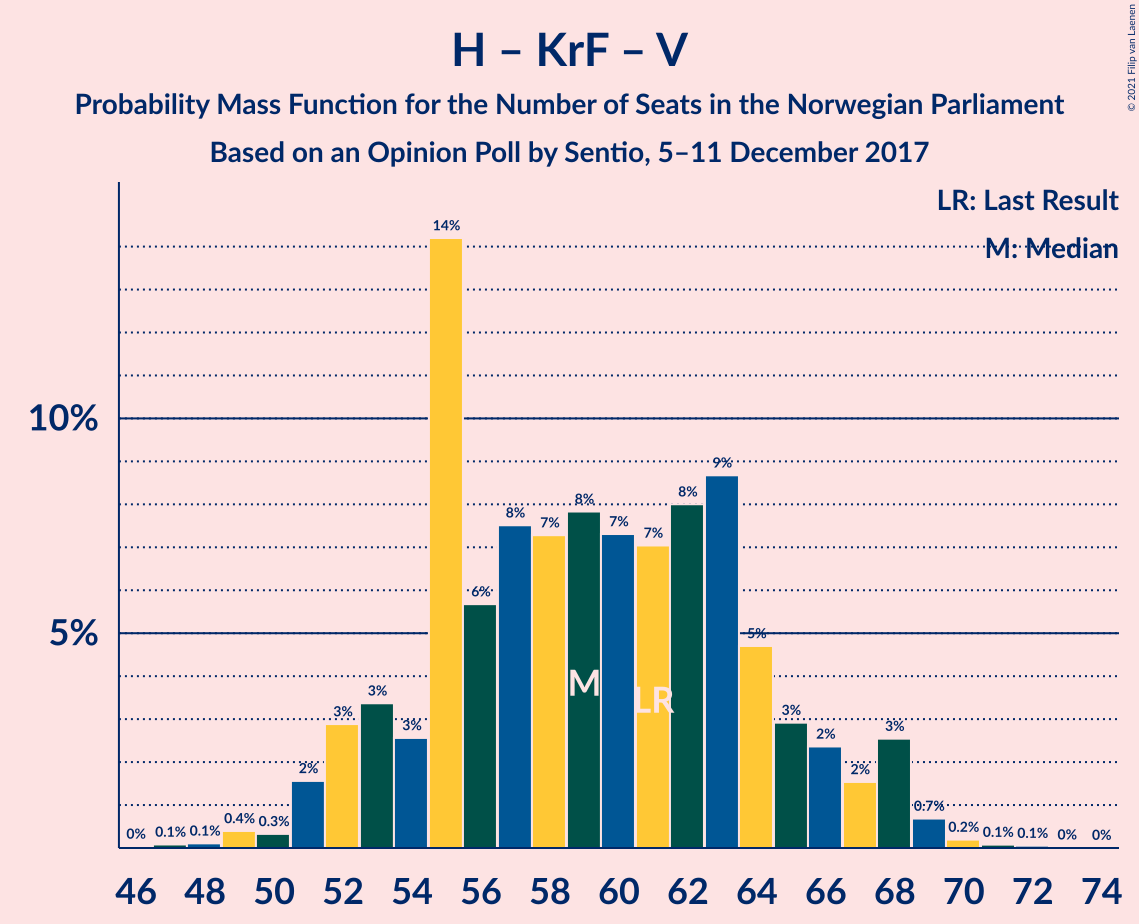 H – KrF – V
Probability Mass Function for the Number of Seats in the Norwegian Parliament
Based on an Opinion Poll by Sentio, 5–11 December 2017
© 2021 Filip van Laenen
LR: Last Result
M: Median
10%
5%
0% 0.1% 0.1% 0.4% 0.3% 2% 3% 3% 3% 14% 6% 8% 7% 8% 7% 7% 8% 9% 5% 3% 2% 2% 3% 0.7% 0.2% 0.1% 0.1% 0% 0%
M
LR
46 48 50 52 54 56 58 60 62 64 66 68 70 72 74